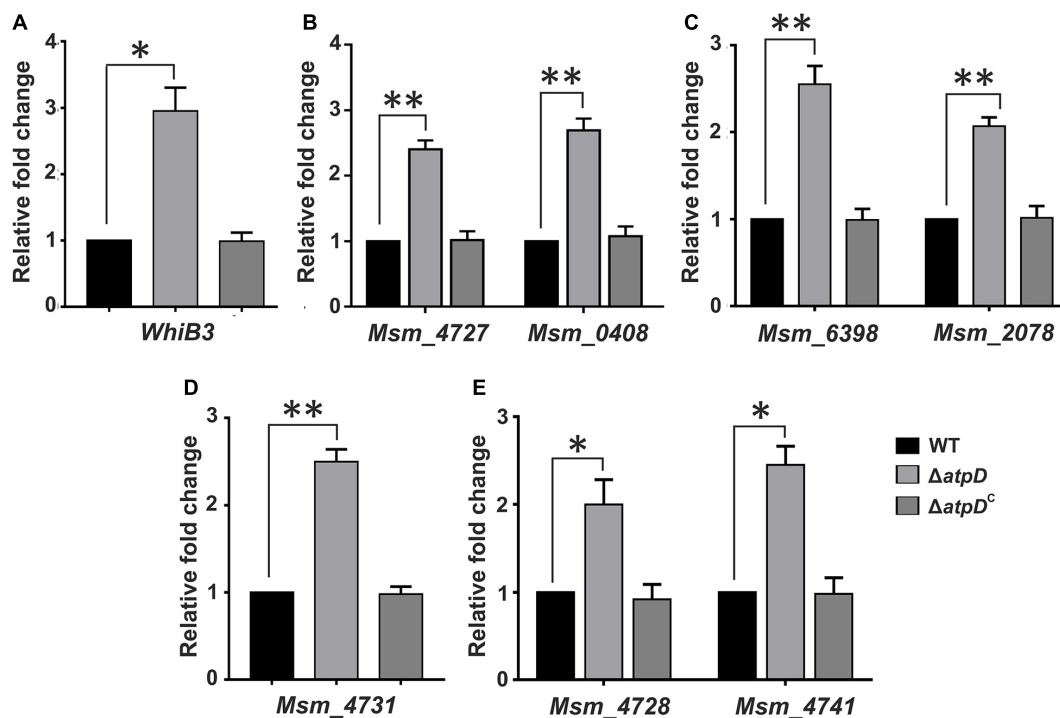 A
Relative fold change
4
3
2
1
0
*
WhiB3
B
Relative fold change
4
3
2
1
0
**
**
Msm_4727
Msm_0408
C
Relative fold change
3
2
1
0
**
**
Msm_6398
Msm_2078
D
Relative fold change
3
2
1
0
**
Msm_4731
E
Relative fold change
3
2
1
0
*
*
Msm_4728
Msm_4741
WT
ΔatpD
ΔatpDᶜ